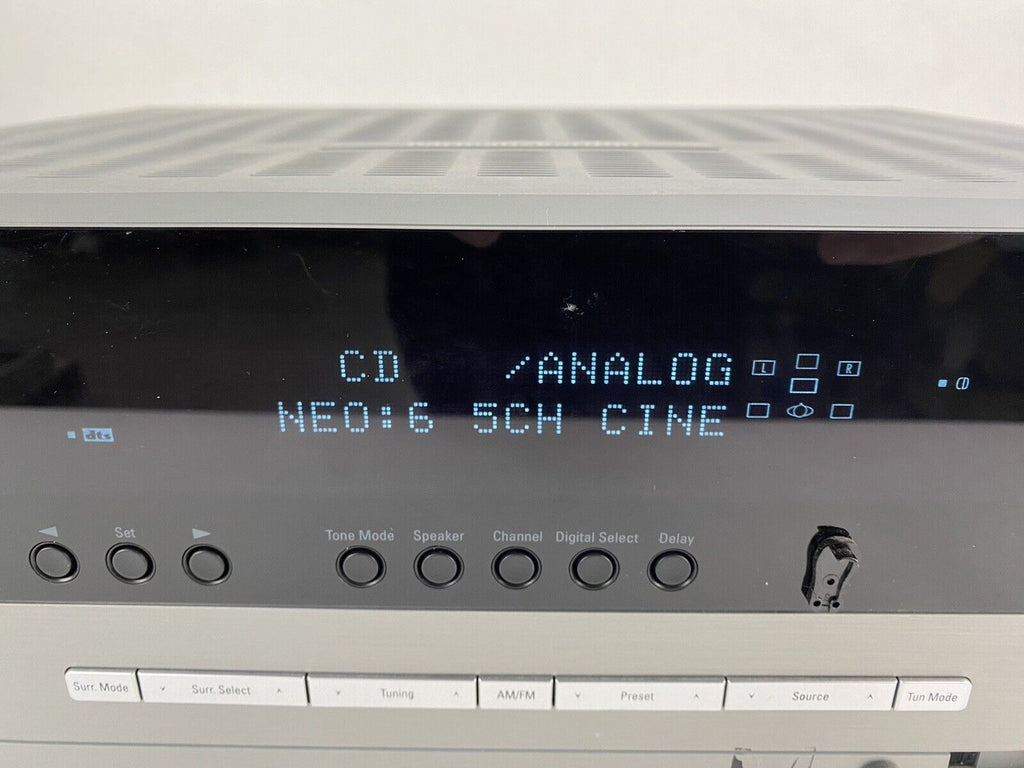 CD /ANALOG
L R
CD
NEO:6 5CH CINE
dts
Set
Tone Mode Speaker Channel Digital Select Delay
Surr. Mode Surr. Select Tuning AM/FM Preset Source Tun Mode